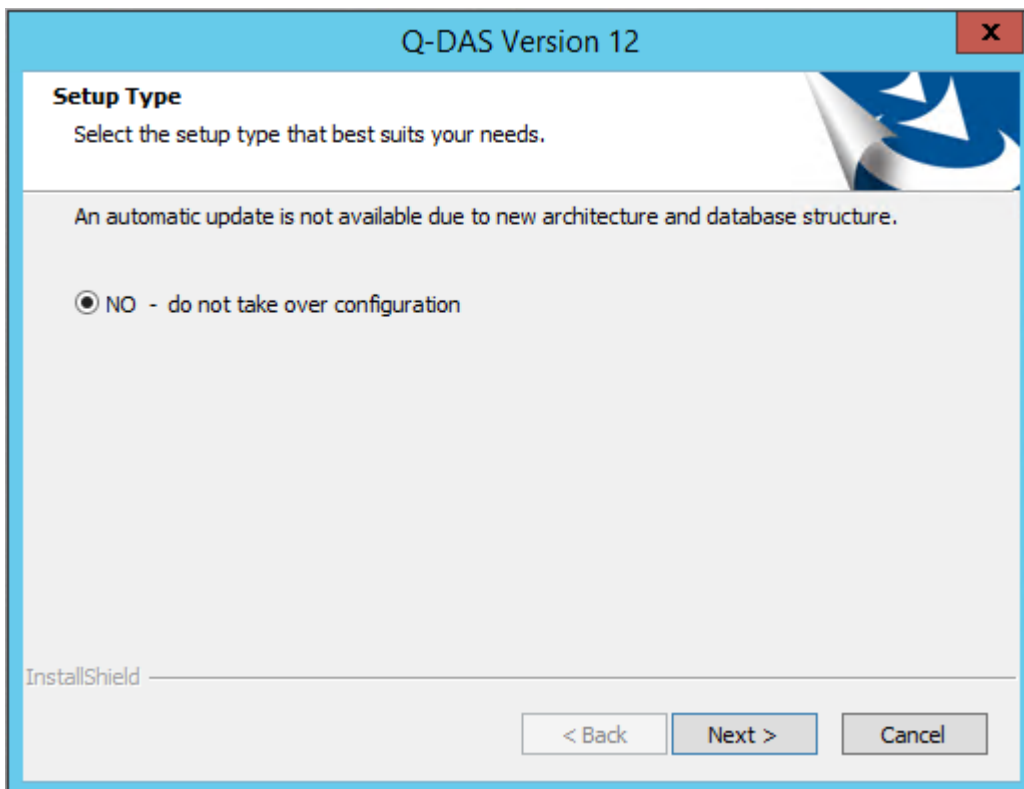 Q-DAS Version 12
x
Setup Type
Select the setup type that best suits your needs.
An automatic update is not available due to new architecture and database structure.
NO - do not take over configuration
InstallShield
< Back
Next >
Cancel